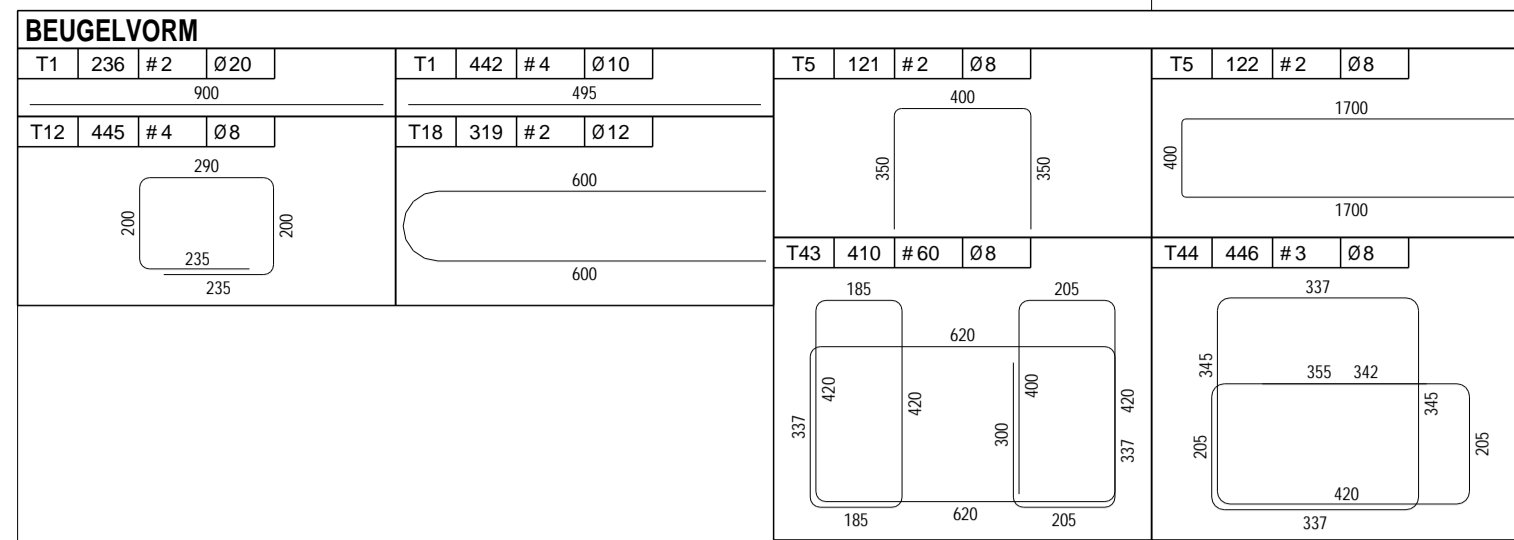 BEUGELVORM
T1 236 #2 Ø20
900
T1 442 #4 Ø10
495
T5 121 #2 Ø8
400
350 350
T5 122 #2 Ø8
1700
400
1700
T12 445 #4 Ø8
290
200 200
235
235
T18 319 #2 Ø12
600
600
T43 410 #60 Ø8
185 205
620
420 420 400 420
337 300 337
185 620 205
T44 446 #3 Ø8
337
345 355 342 345
205 205
420
337